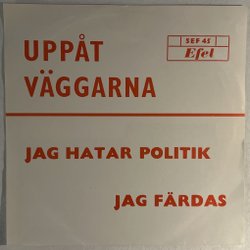 UPPÅT
VÄGGARNA
SEF 45
Efel
JAG HATAR POLITIK
JAG FÄRDAS